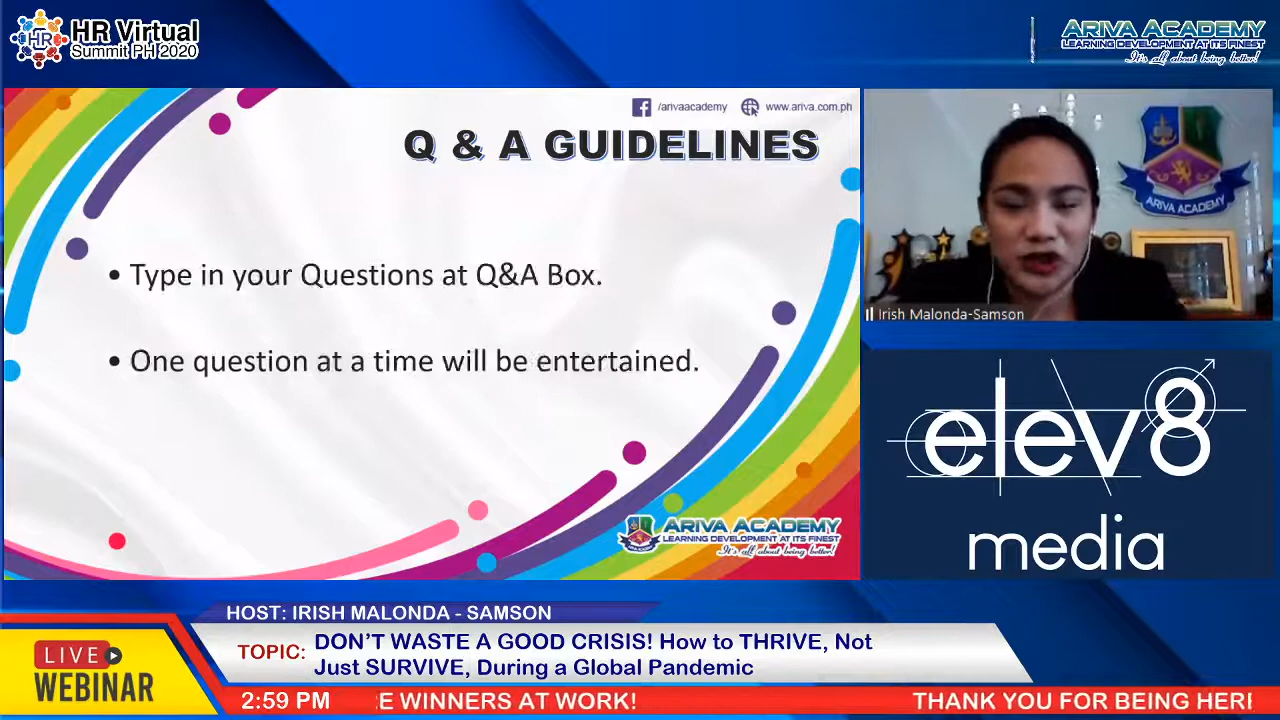 HR
HR Virtual
Summit PH 2020
ARIVA ACADEMY
LEARNING DEVELOPMENT AT ITS FINEST
It's all about being better!
/arivaacademy
www.ariva.com.ph
Q & A GUIDELINES
• Type in your Questions at Q&A Box.
• One question at a time will be entertained.
ARIVA ACADEMY
LEARNING DEVELOPMENT AT ITS FINEST
It's all about being better!
ARIVA ACADEMY
Irish Malonda-Samson
elev8
media
HOST: IRISH MALONDA - SAMSON
TOPIC:
DON'T WASTE A GOOD CRISIS! How to THRIVE, Not
Just SURVIVE, During a Global Pandemic
LIVE
WEBINAR
2:59 PM
E WINNERS AT WORK!
THANK YOU FOR BEING HER